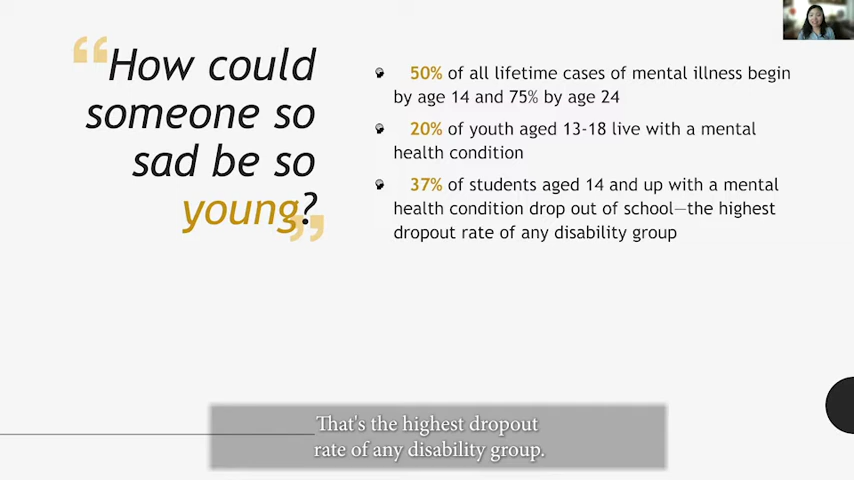 “How could
someone so
sad be so
young?”
50% of all lifetime cases of mental illness begin
by age 14 and 75% by age 24
20% of youth aged 13-18 live with a mental
health condition
37% of students aged 14 and up with a mental
health condition drop out of school—the highest
dropout rate of any disability group
That's the highest dropout
rate of any disability group.